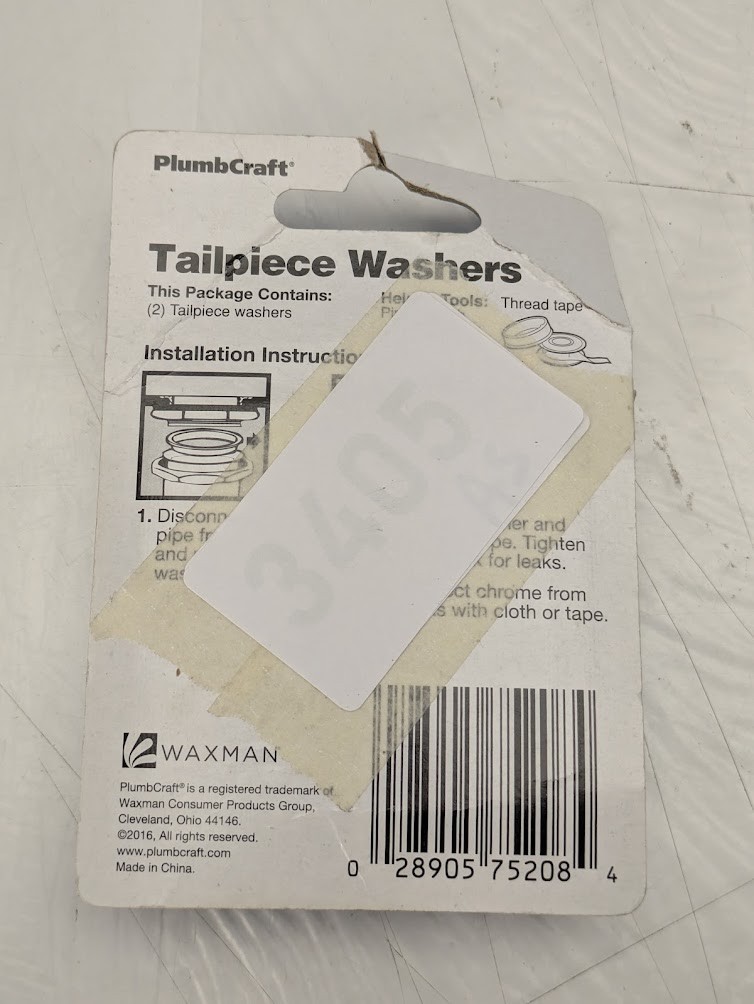 PlumbCraft®
Tailpiece Washers
This Package Contains:
(2) Tailpiece washers
Tools: Thread tape
Installation
1. Disconn
pipe fr
and
was
er and
pe. Tighten
for leaks.
ct chrome from
s with cloth or tape.
3405
WAXMAN
PlumbCraft® is a registered trademark of
Waxman Consumer Products Group,
Cleveland, Ohio 44146.
©2016, All rights reserved.
www.plumbcraft.com
Made in China.
0 28905 75208 4